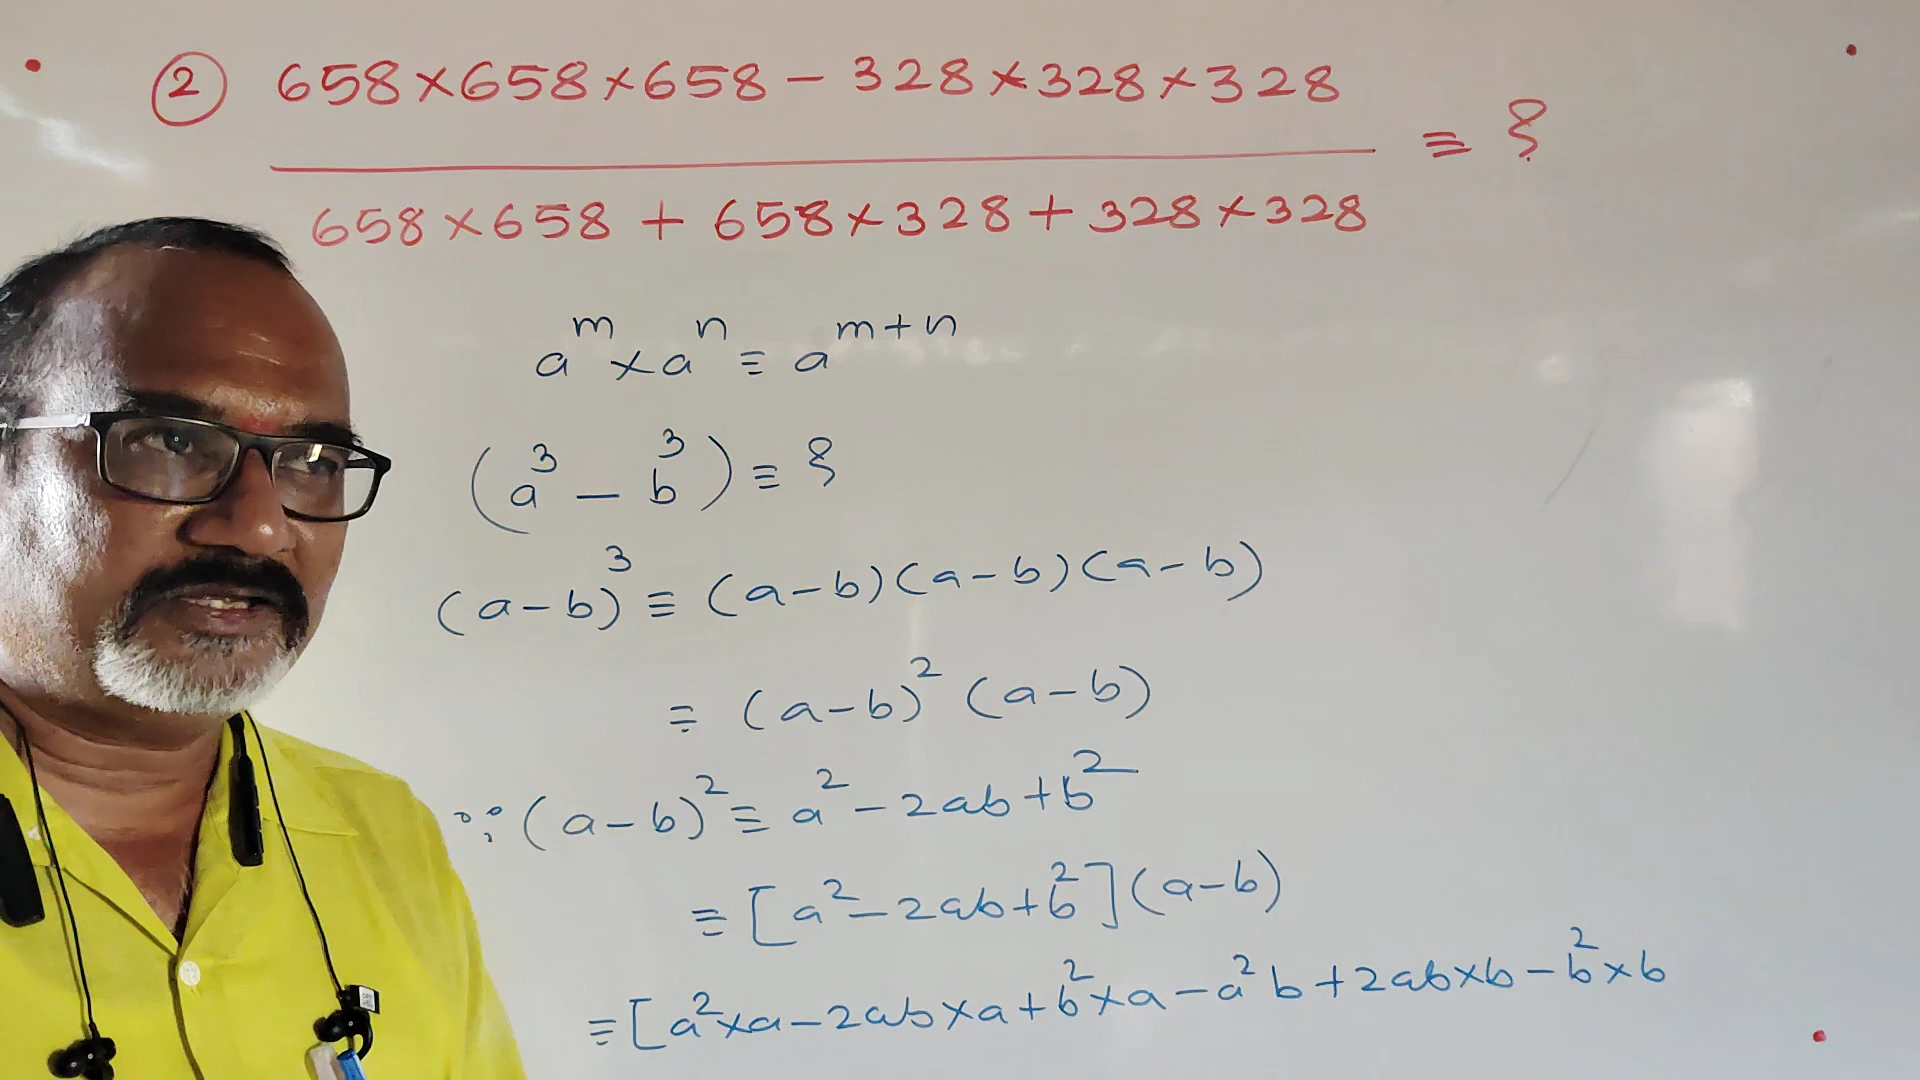 ② 658×658×658 − 328×328×328
= ?
658×658 + 658×328 + 328×328
a^m × a^n = a^(m+n)
(a³ − b³) = ?
(a−b)³ = (a−b)(a−b)(a−b)
= (a−b)² (a−b)
∵ (a−b)² = a² − 2ab + b²
= [a² − 2ab + b²](a−b)
= [a²×a − 2ab×a + b²×a − a²b + 2ab×b − b²×b